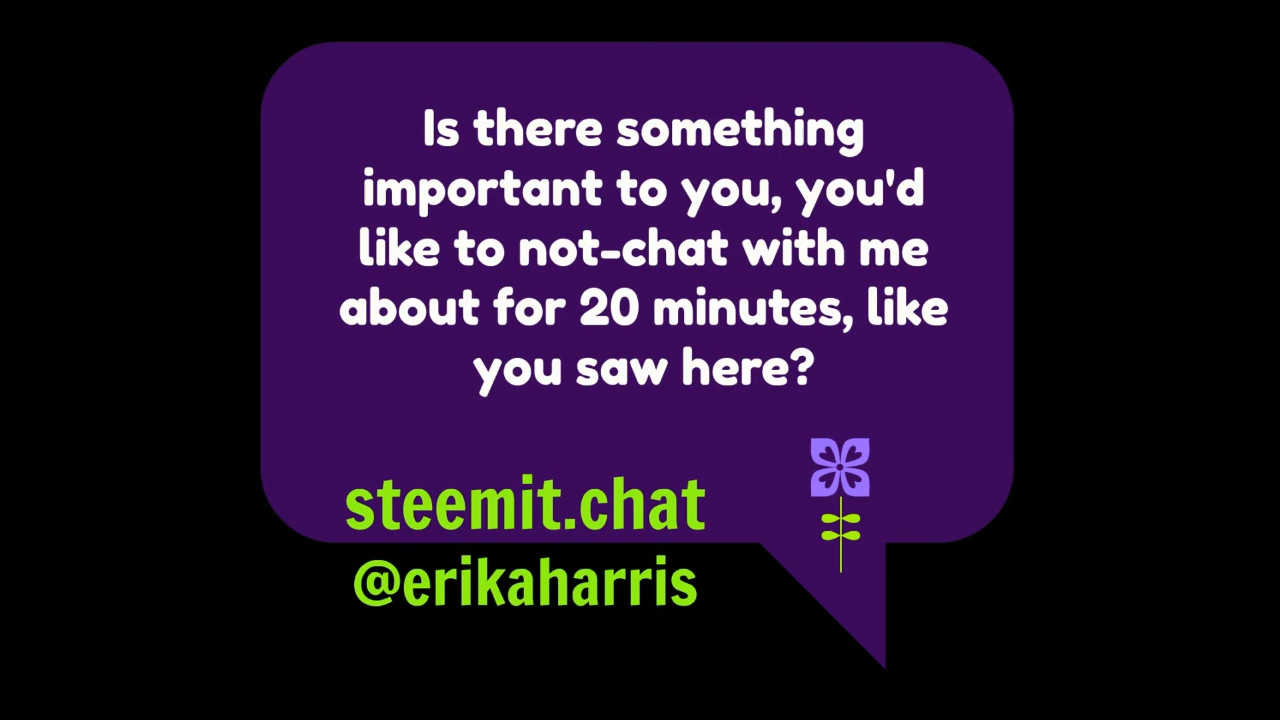 Is there something
important to you, you'd
like to not-chat with me
about for 20 minutes, like
you saw here?
steemit.chat
@erikaharris